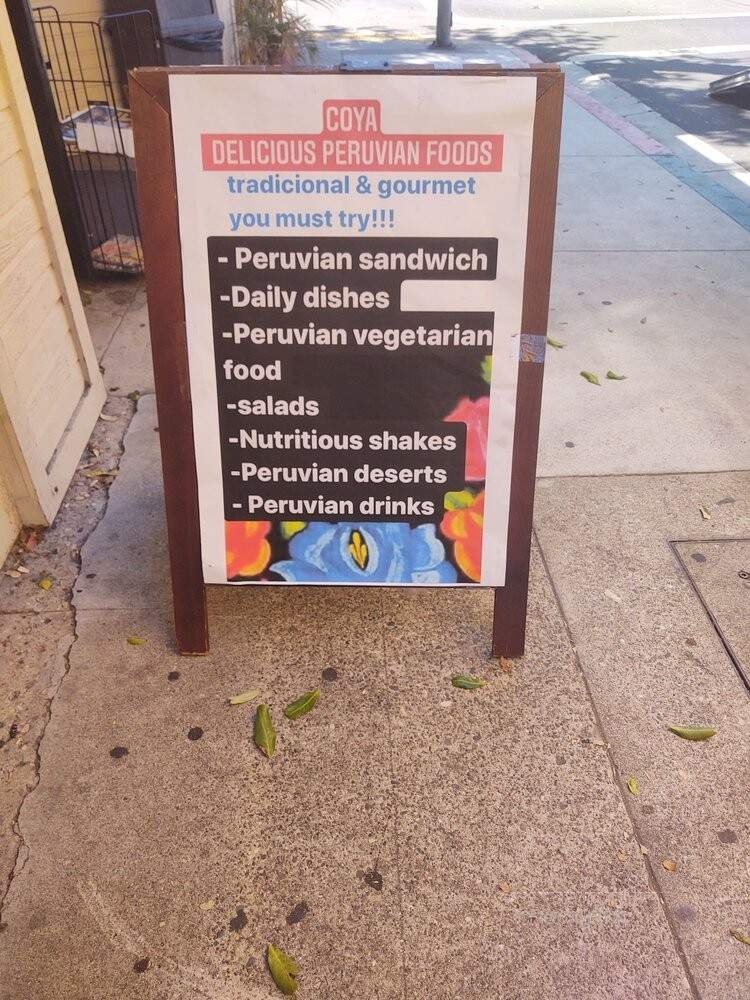 COYA
DELICIOUS PERUVIAN FOODS
tradicional & gourmet
you must try!!!
- Peruvian sandwich
-Daily dishes
-Peruvian vegetarian
food
-salads
-Nutritious shakes
-Peruvian deserts
- Peruvian drinks